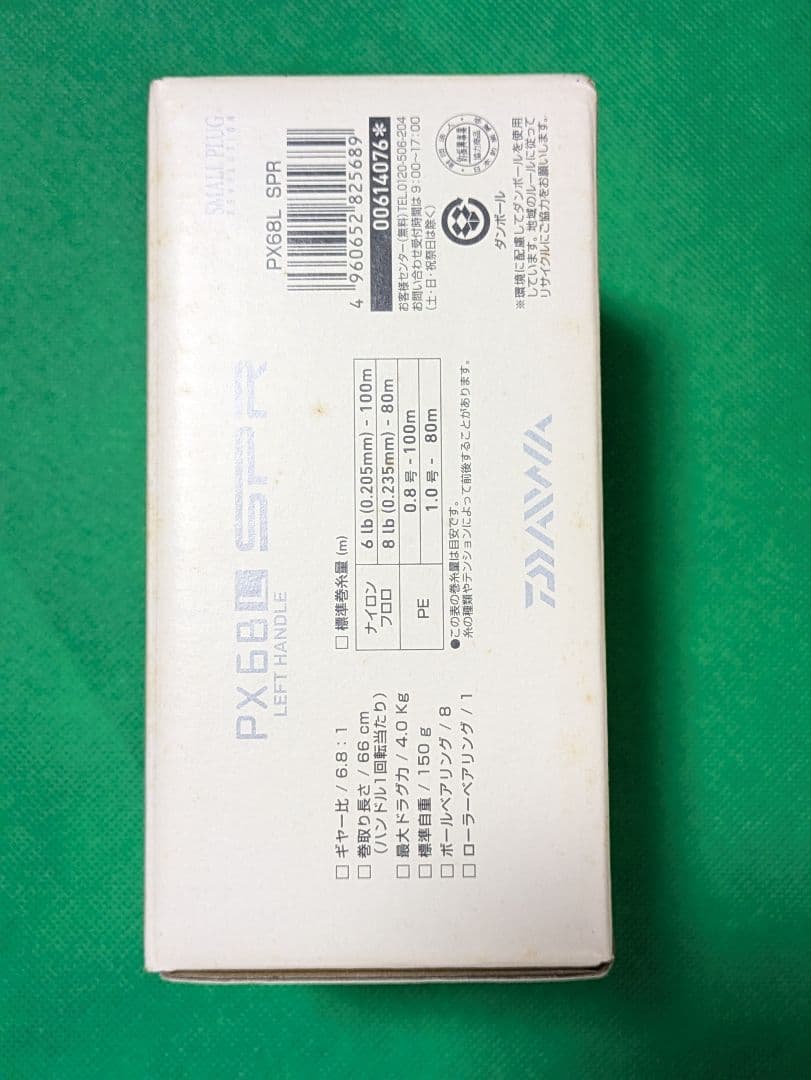 PX68L SPR
LEFT HANDLE
□ ギヤー比 / 6.8 : 1
□ 巻取り長さ / 66 cm
(ハンドル1回転当たり)
□ 最大ドラグ力 / 4.0 Kg
□ 標準自重 / 150 g
□ ボールベアリング / 8
□ ローラーベアリング / 1
□ 標準巻糸量 (m)
ナイロン フロロ
6 lb (0.205mm) - 100m
8 lb (0.235mm) - 80m
PE
0.8 号 - 100m
1.0 号 - 80m
●この表の巻糸量は目安です。
糸の種類やテンションによって前後することがあります。
DAIWA
SMALL PLUG
PX68L SPR
4 960652 825689
00614076*
お客様センター(無料)TEL0120-506-204
お問い合わせ受付時間は 9:00〜17:00
(土・日・祝祭日は除く)
ダンボール
※環境に配慮してダンボールを使用
しています。地域のルールに従って
リサイクルにご協力をお願いします。